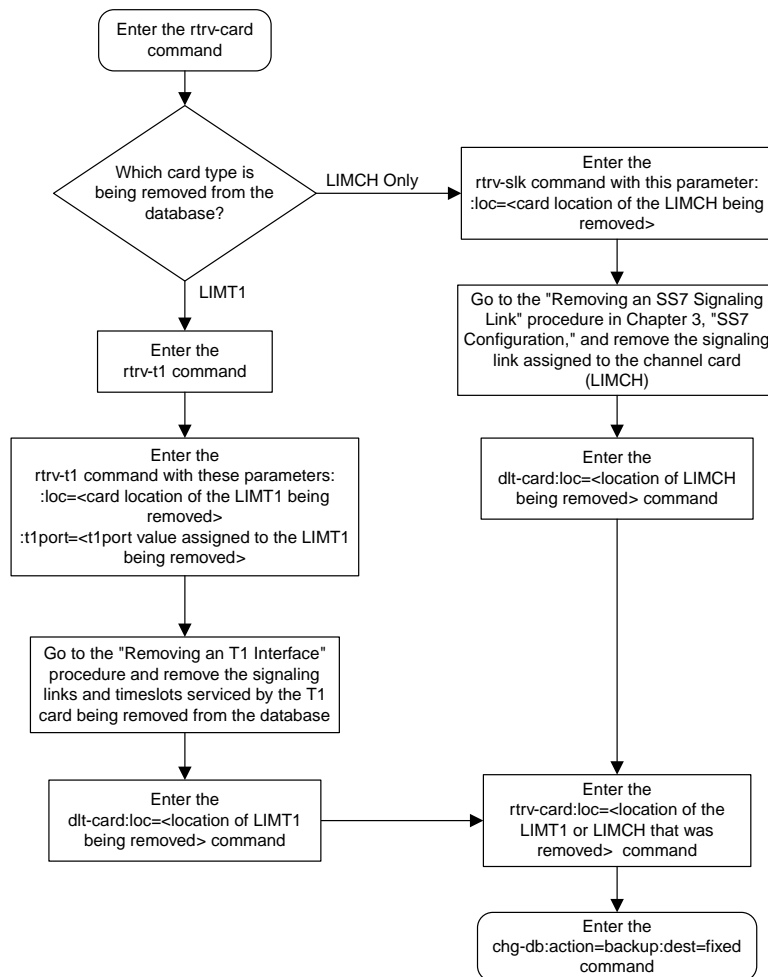 Enter the rtrv-card
command
Which card type is
being removed from the
database?
LIMCH Only
LIMT1
Enter the
rtrv-t1 command
Enter the
rtrv-t1 command with these parameters:
:loc=<card location of the LIMT1 being
removed>
:t1port=<t1port value assigned to the LIMT1
being removed>
Go to the "Removing an T1 Interface"
procedure and remove the signaling
links and timeslots serviced by the T1
card being removed from the database
Enter the
dlt-card:loc=<location of LIMT1
being removed> command
Enter the
rtrv-slk command with this parameter:
:loc=<card location of the LIMCH being
removed>
Go to the "Removing an SS7 Signaling
Link" procedure in Chapter 3, "SS7
Configuration," and remove the signaling
link assigned to the channel card
(LIMCH)
Enter the
dlt-card:loc=<location of LIMCH
being removed> command
Enter the
rtrv-card:loc=<location of the
LIMT1 or LIMCH that was
removed> command
Enter the
chg-db:action=backup:dest=fixed
command